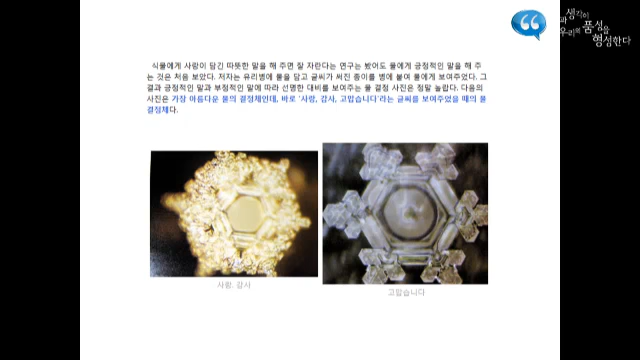 생각이
과
우리의 품성을
형성한다
식물에게 사랑이 담긴 따뜻한 말을 해 주면 잘 자란다는 연구는 봤어도 물에게 긍정적인 말을 해 주
는 것은 처음 보았다. 저자는 유리병에 물을 담고 글씨가 써진 종이를 병에 붙여 물에게 보여주었다. 그
결과 긍정적인 말과 부정적인 말에 따라 선명한 대비를 보여주는 물 결정 사진은 정말 놀랍다. 다음의
사진은 가장 아름다운 물의 결정체인데, 바로 '사랑, 감사, 고맙습니다'라는 글씨를 보여주었을 때의 물
결정체다.
사랑, 감사
고맙습니다